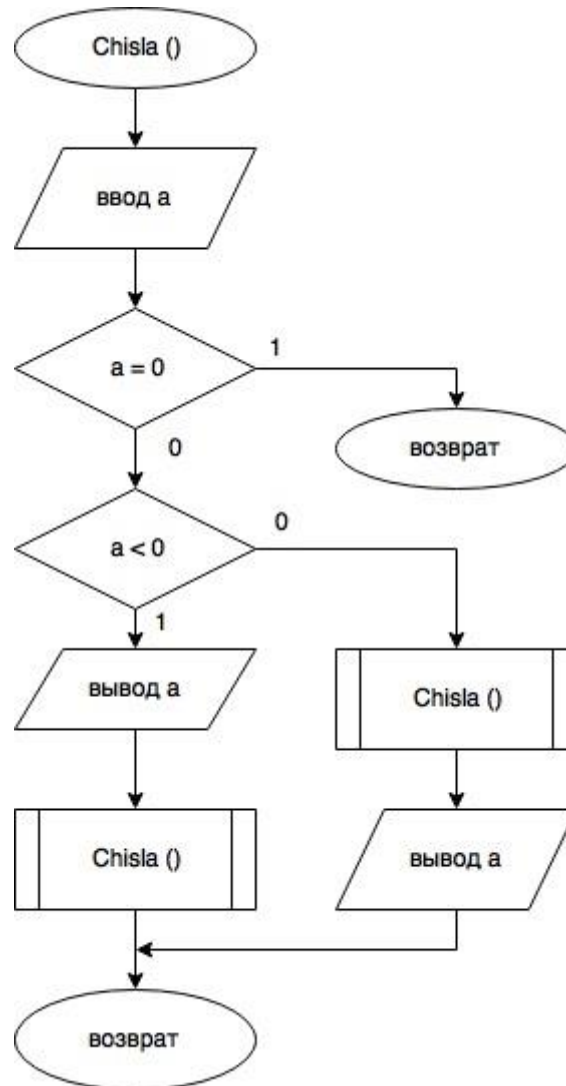 Chisla ()
ввод a
a = 0
1
возврат
0
a < 0
0
1
вывод a
Chisla ()
Chisla ()
вывод a
возврат